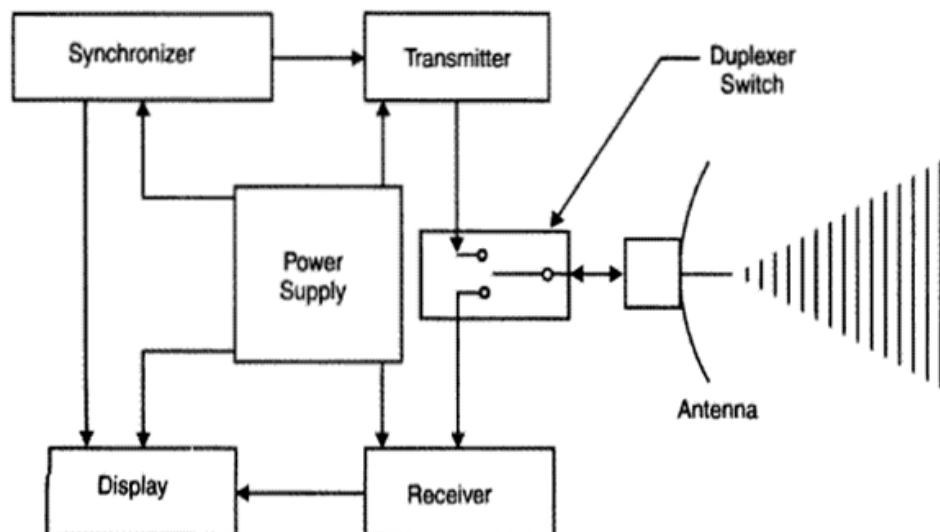 Synchronizer
Transmitter
Duplexer
Switch
Power
Supply
Antenna
Display
Receiver